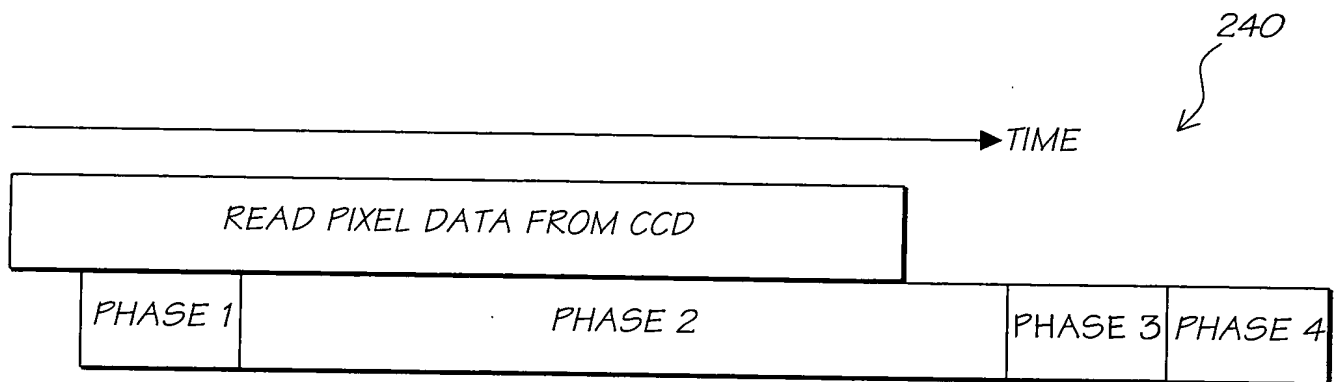 240
TIME
READ PIXEL DATA FROM CCD
PHASE 1 PHASE 2 PHASE 3 PHASE 4